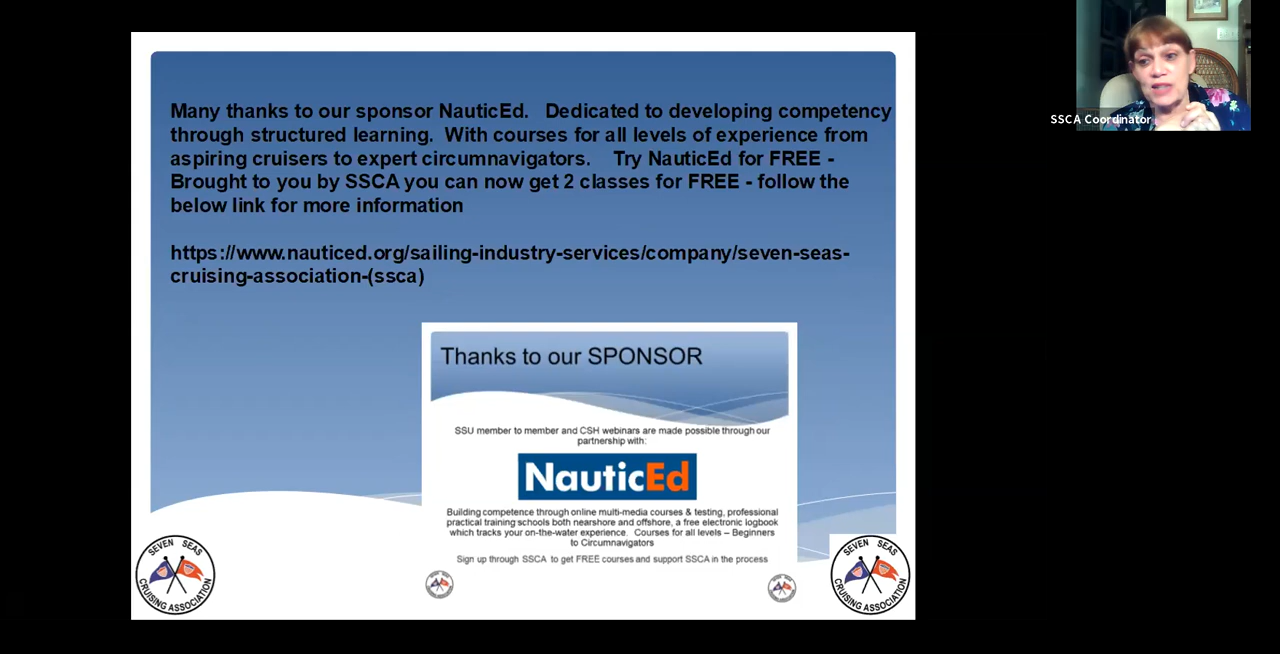 Many thanks to our sponsor NauticEd. Dedicated to developing competency
through structured learning. With courses for all levels of experience from
aspiring cruisers to expert circumnavigators. Try NauticEd for FREE -
Brought to you by SSCA you can now get 2 classes for FREE - follow the
below link for more information
https://www.nauticed.org/sailing-industry-services/company/seven-seas-
cruising-association-(ssca)
Thanks to our SPONSOR
SSU member to member and CSH webinars are made possible through our
partnership with:
NauticEd
Building competence through online multi-media courses & testing, professional
practical training schools both nearshore and offshore, a free electronic logbook
which tracks your on-the-water experience. Courses for all levels – Beginners
to Circumnavigators
Sign up through SSCA to get FREE courses and support SSCA in the process
SEVEN SEAS
CRUISING ASSOCIATION
SEVEN SEAS
CRUISING ASSOCIATION
SSCA Coordinator